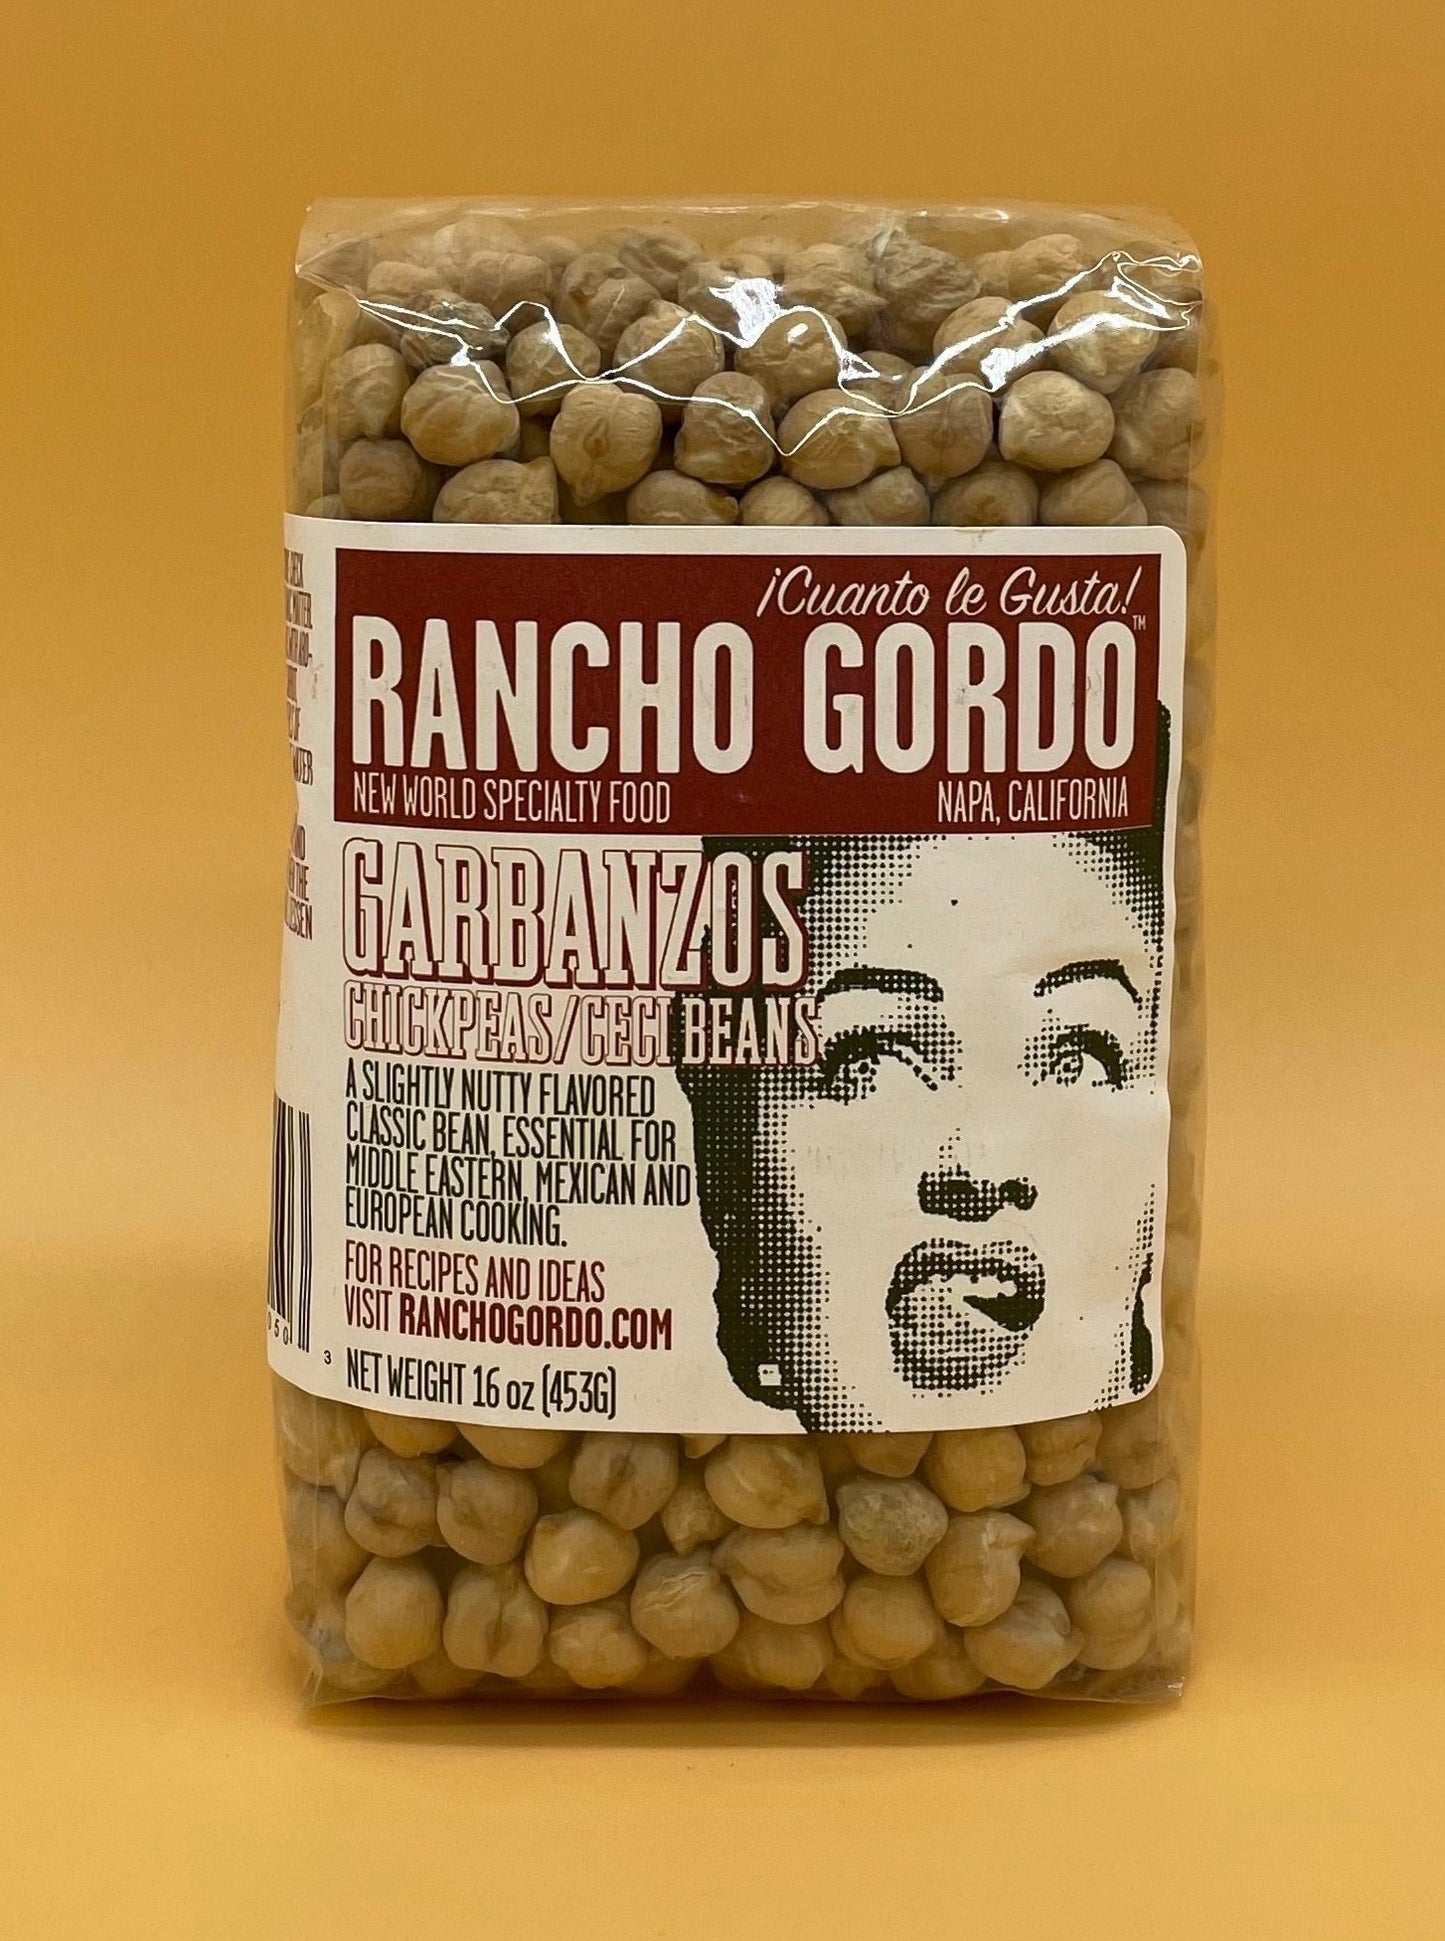 ¡Cuanto le Gusta!
RANCHO GORDO™
NEW WORLD SPECIALTY FOOD NAPA, CALIFORNIA
GARBANZOS
CHICKPEAS/CECI BEANS
A SLIGHTLY NUTTY FLAVORED
CLASSIC BEAN, ESSENTIAL FOR
MIDDLE EASTERN, MEXICAN AND
EUROPEAN COOKING.
FOR RECIPES AND IDEAS
VISIT RANCHOGORDO.COM
3
NET WEIGHT 16 oz (453G)